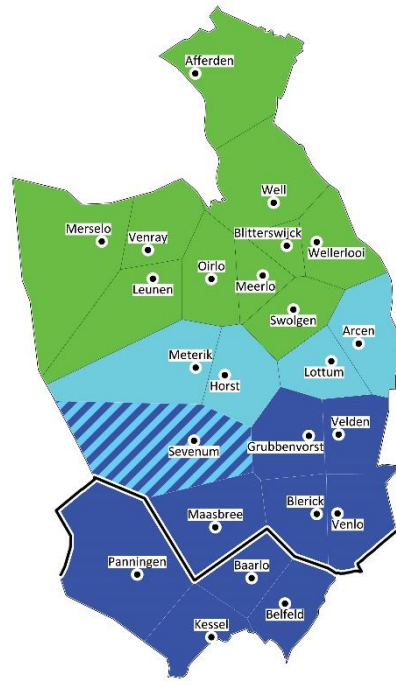 Afferden
Well
Merselo
Venray
Blitterswijck
Wellerlooi
Oirlo
Meerlo
Leunen
Swolgen
Arcen
Meterik
Horst
Lottum
Sevenum
Grubbenvorst
Velden
Maasbree
Blerick
Venlo
Panningen
Baarlo
Belfeld
Kessel